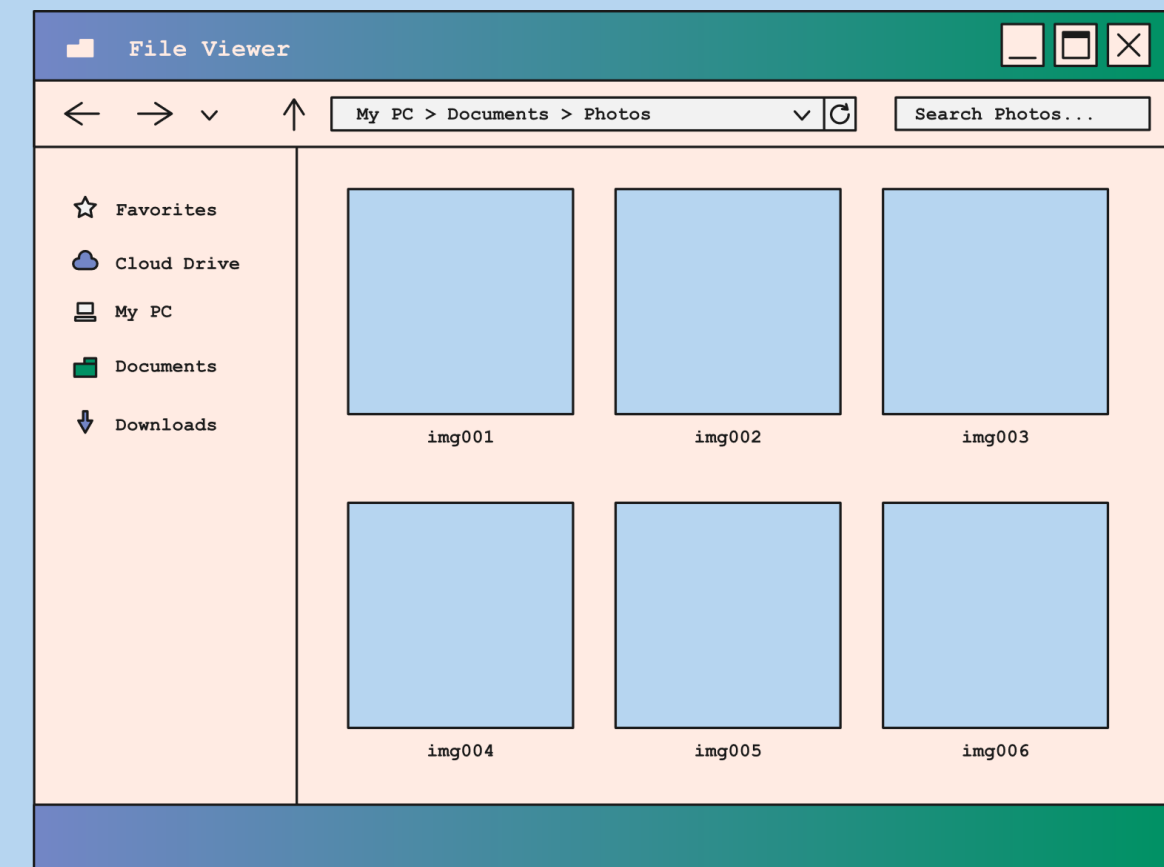 File Viewer
My PC > Documents > Photos
Search Photos...
Favorites
Cloud Drive
My PC
Documents
Downloads
img001
img002
img003
img004
img005
img006